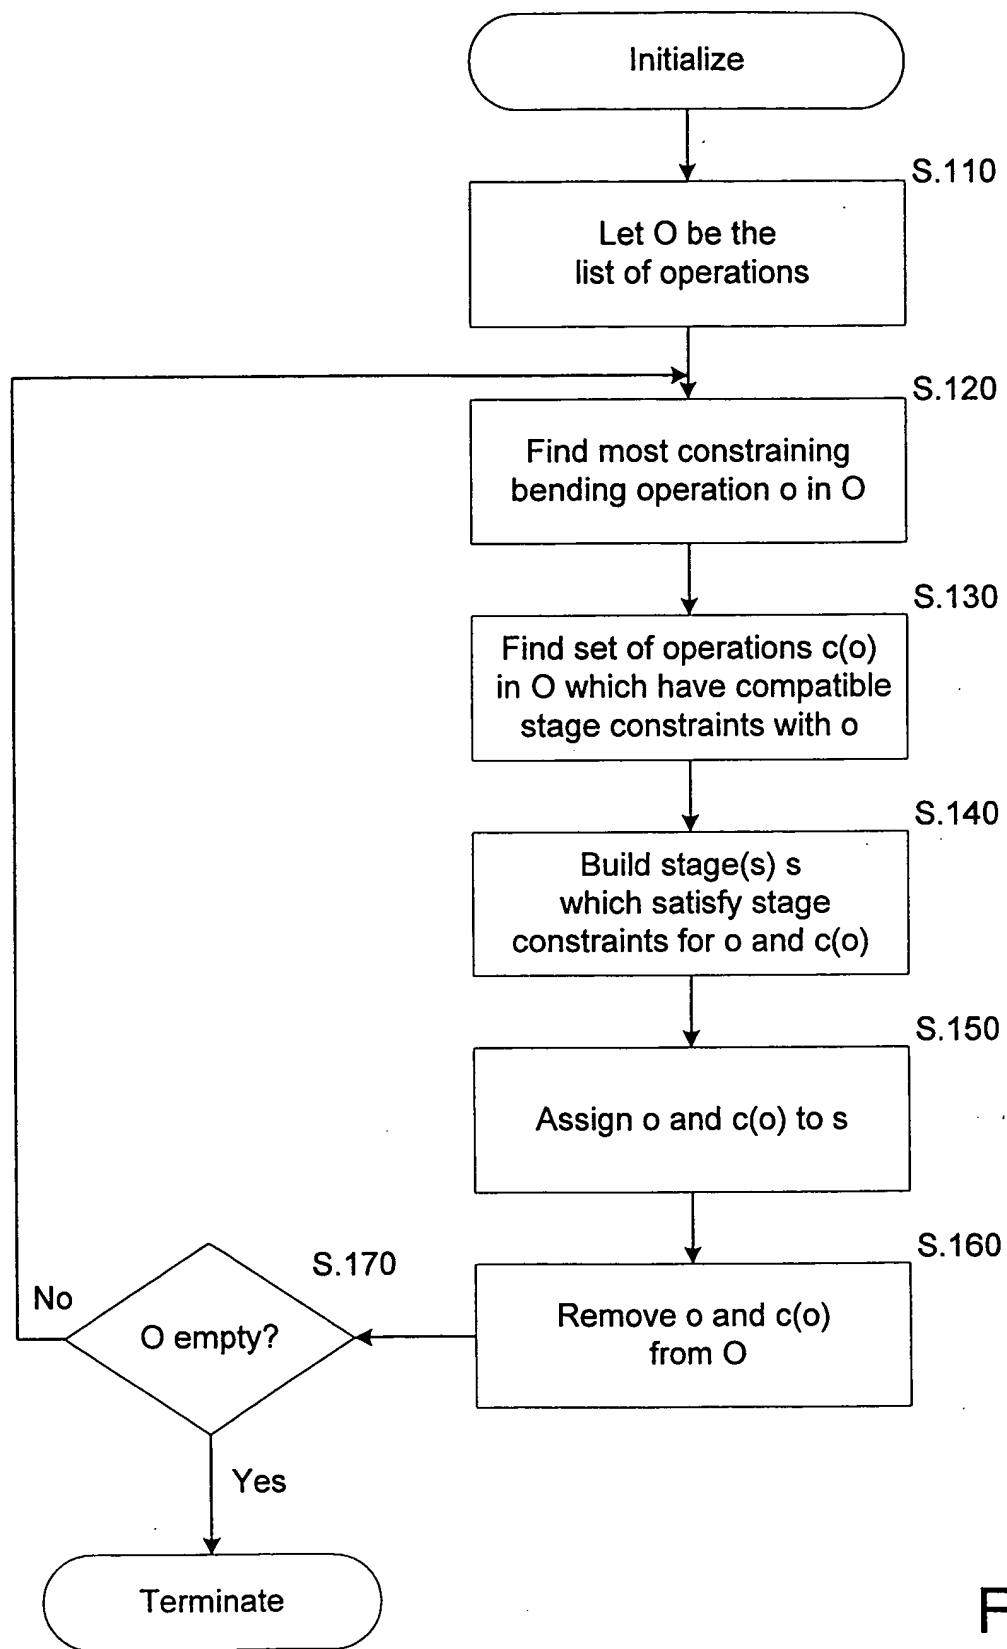 Initialize
S.110
Let O be the
list of operations
S.120
Find most constraining
bending operation o in O
S.130
Find set of operations c(o)
in O which have compatible
stage constraints with o
S.140
Build stage(s) s
which satisfy stage
constraints for o and c(o)
S.150
Assign o and c(o) to s
S.160
Remove o and c(o)
from O
S.170
No
O empty?
Yes
Terminate
F